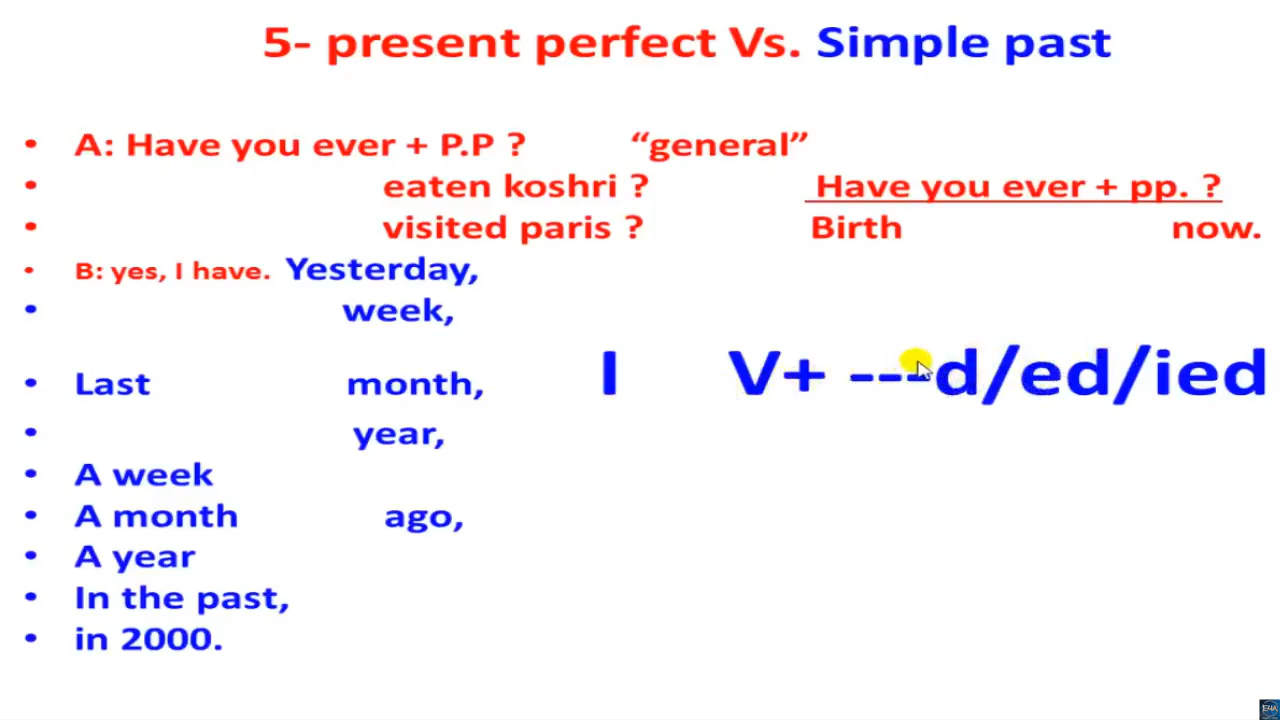 5- present perfect Vs. Simple past
• A: Have you ever + P.P ? “general”
• eaten koshri ? Have you ever + pp. ?
• visited paris ? Birth now.
• B: yes, I have. Yesterday,
• week,
• Last month, I V+ ---d/ed/ied
• year,
• A week
• A month ago,
• A year
• In the past,
• in 2000.
E4A